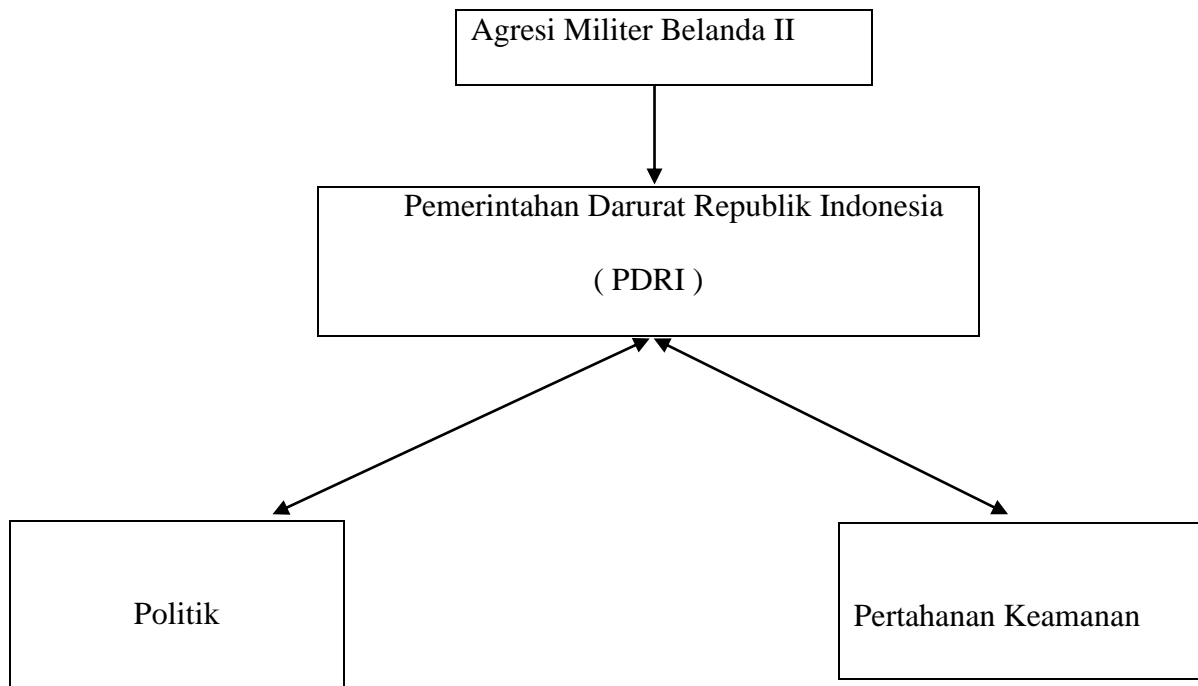 Agresi Militer Belanda II
Pemerintahan Darurat Republik Indonesia
( PDRI )
Politik
Pertahanan Keamanan